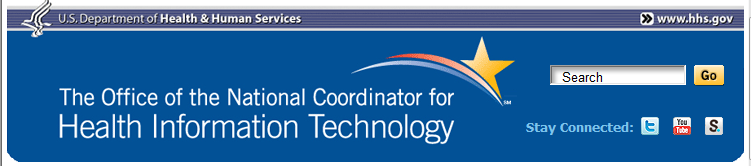 U.S. Department of Health & Human Services
www.hhs.gov
Search
Go
The Office of the National Coordinator for
Health Information Technology
SM
Stay Connected: t You Tube S.